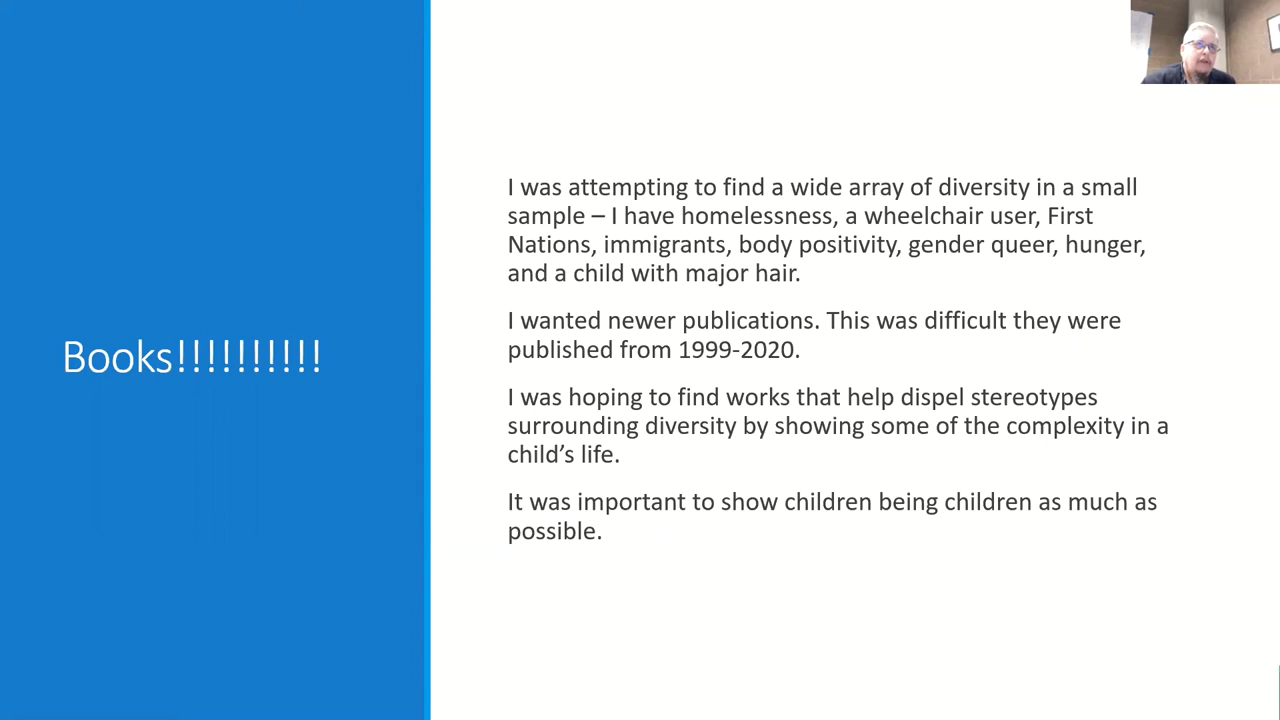 Books!!!!!!!!!!
I was attempting to find a wide array of diversity in a small
sample – I have homelessness, a wheelchair user, First
Nations, immigrants, body positivity, gender queer, hunger,
and a child with major hair.
I wanted newer publications. This was difficult they were
published from 1999-2020.
I was hoping to find works that help dispel stereotypes
surrounding diversity by showing some of the complexity in a
child’s life.
It was important to show children being children as much as
possible.